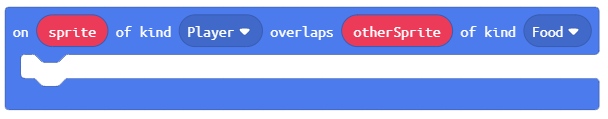 on sprite of kind Player overlaps otherSprite of kind Food